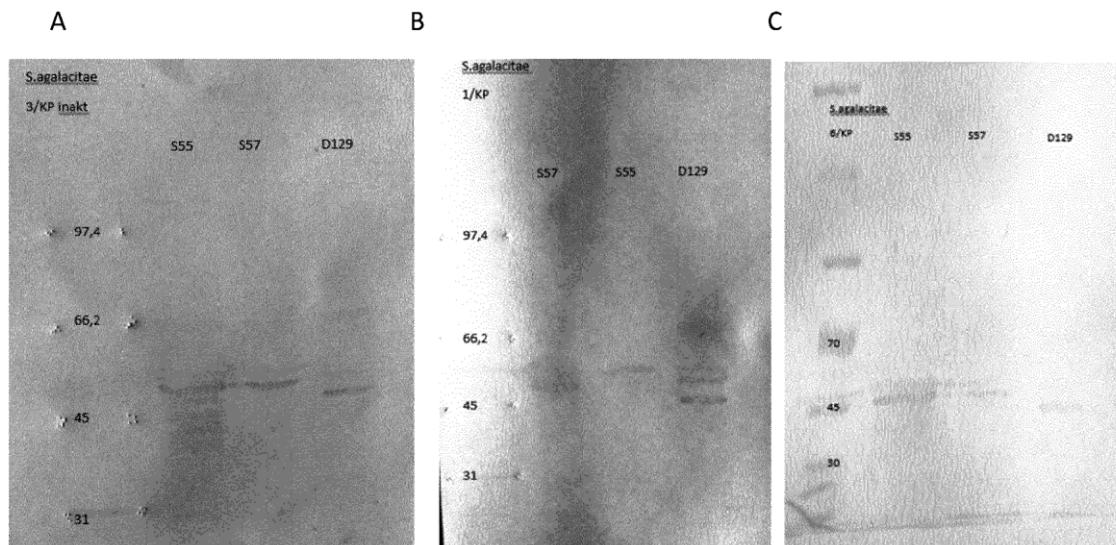 A
B
C
S.agalacitae
3/KP inakt
S55 S57 D129
97,4
66,2
45
31
S.agalacitae
1/KP
S57 S55 D129
97,4
66,2
45
31
S.agalacitae
6/KP
S55 S57 D129
70
45
30